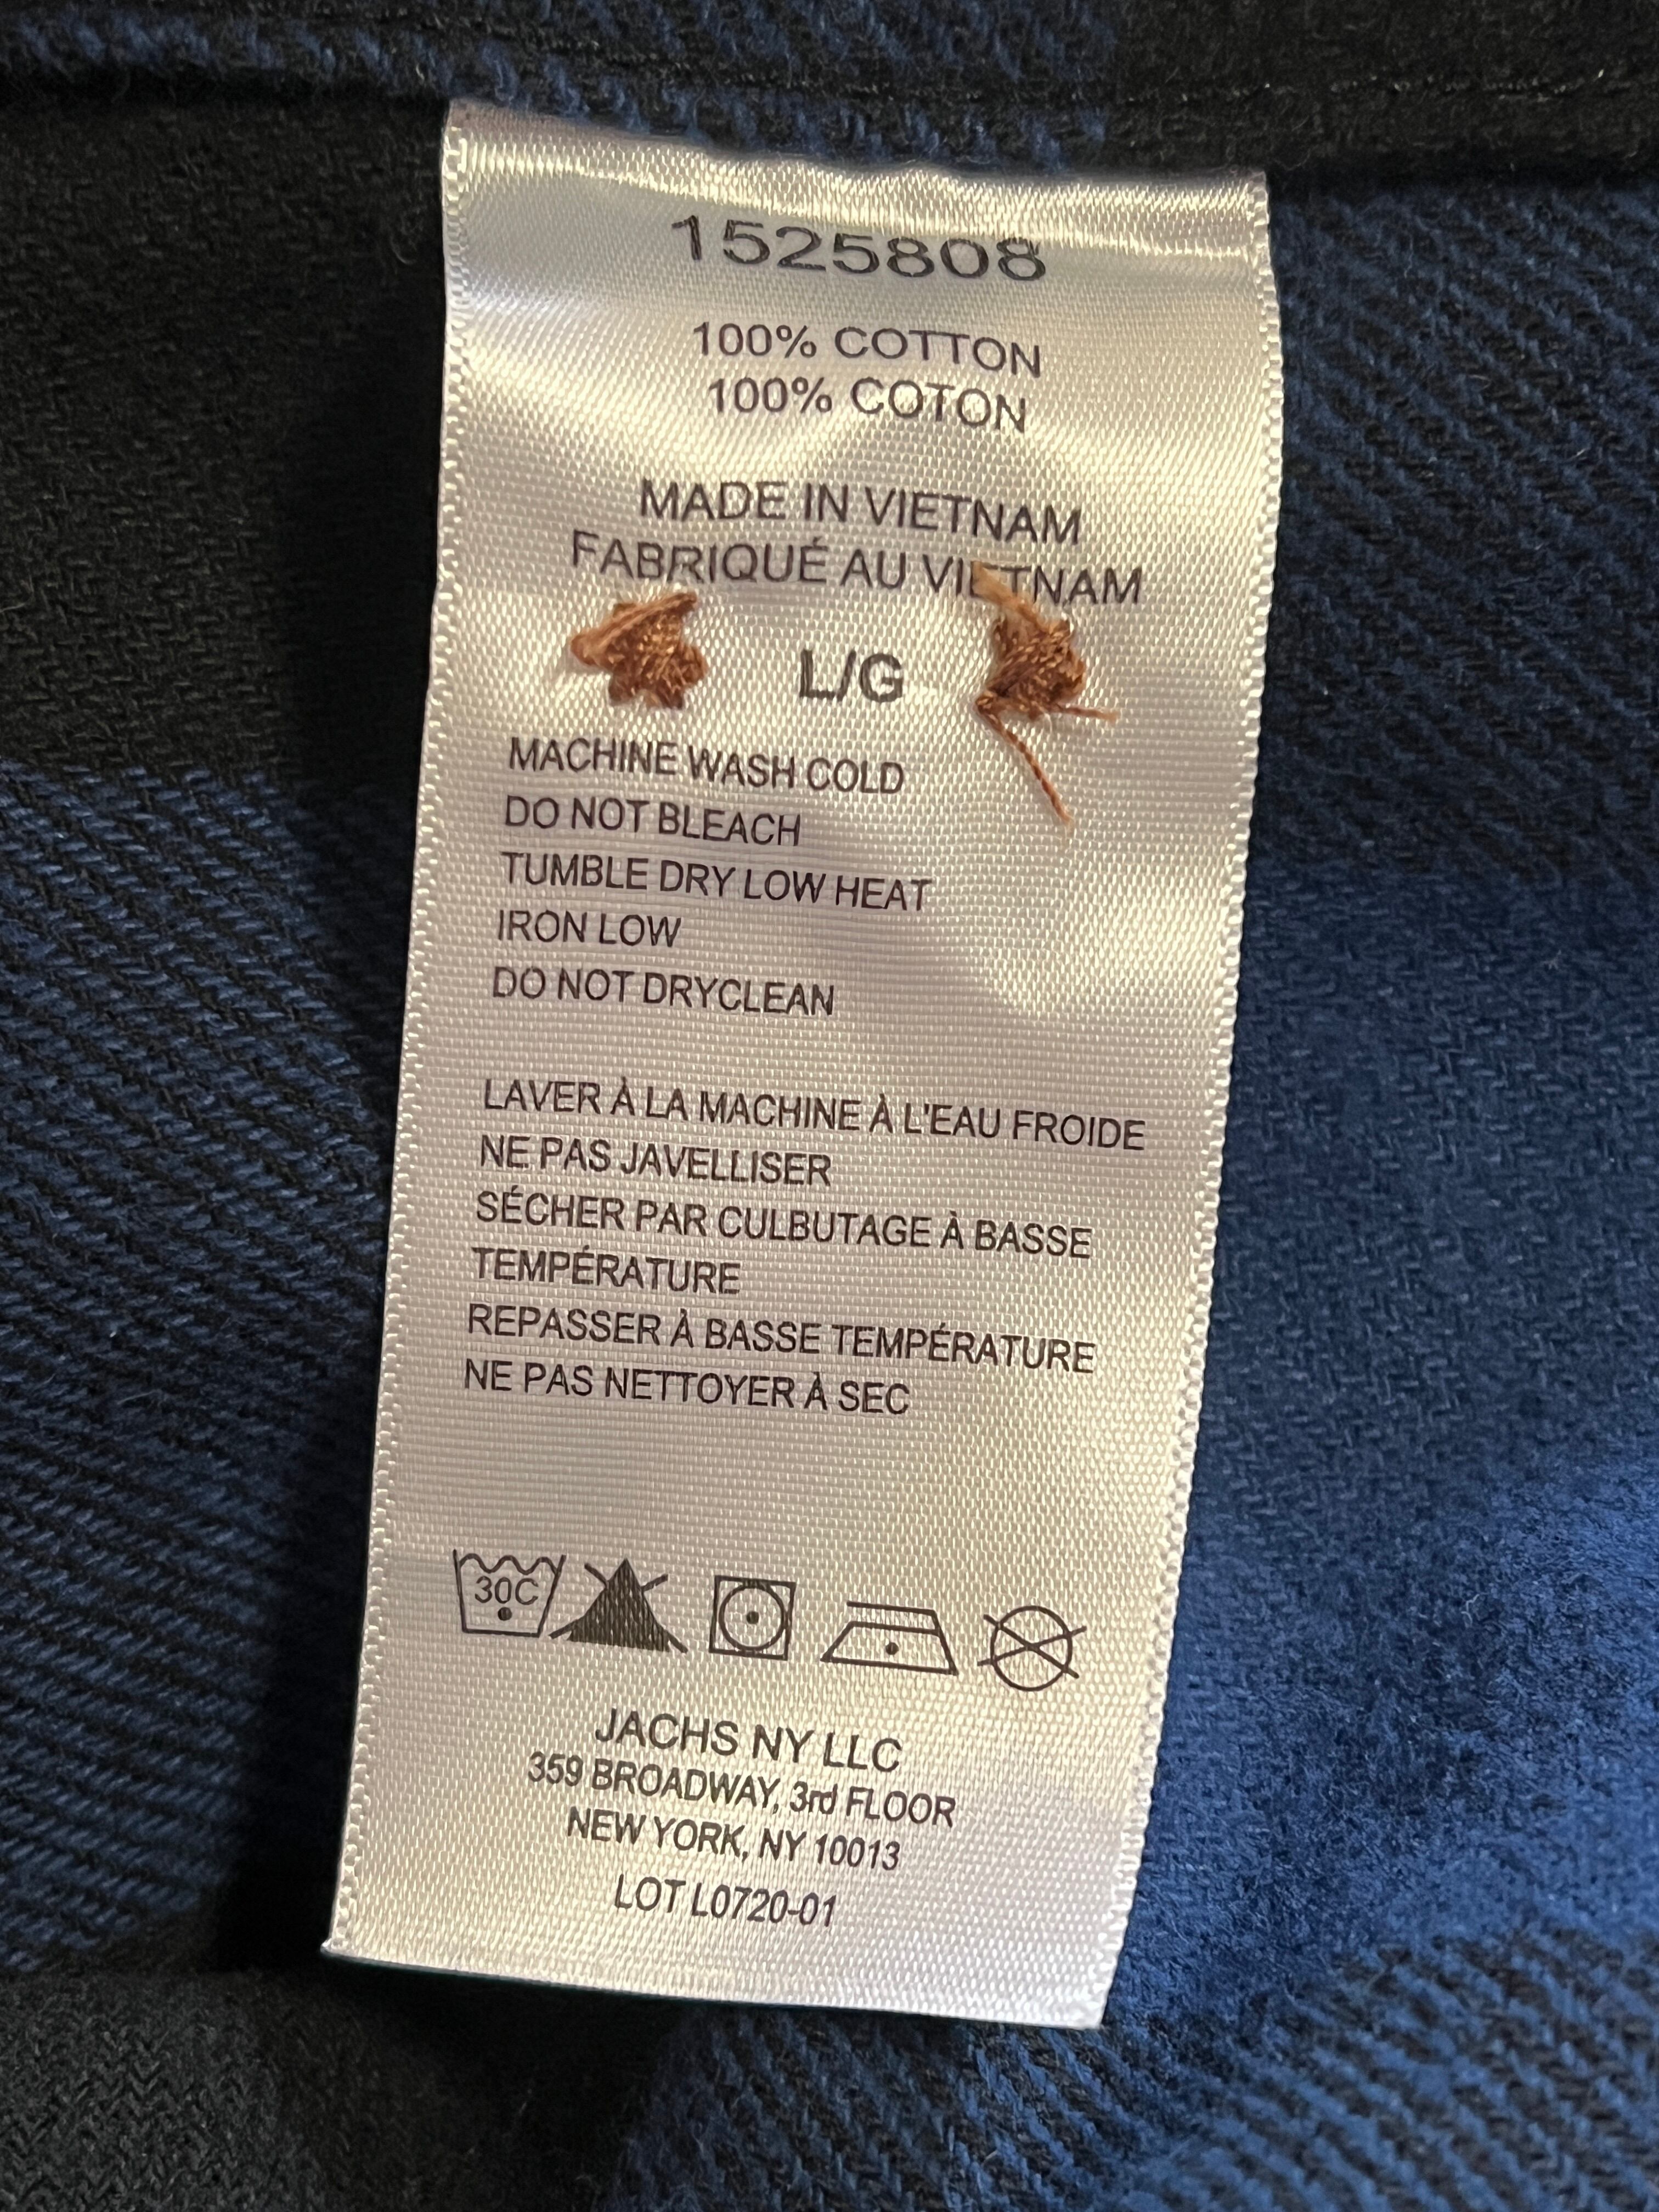 1525808
100% COTTON
100% COTON
MADE IN VIETNAM
FABRIQUÉ AU VIETNAM
L/G
MACHINE WASH COLD
DO NOT BLEACH
TUMBLE DRY LOW HEAT
IRON LOW
DO NOT DRYCLEAN
LAVER À LA MACHINE À L'EAU FROIDE
NE PAS JAVELLISER
SÉCHER PAR CULBUTAGE À BASSE
TEMPÉRATURE
REPASSER À BASSE TEMPÉRATURE
NE PAS NETTOYER À SEC
30C
JACHS NY LLC
359 BROADWAY, 3rd FLOOR
NEW YORK, NY 10013
LOT L0720-01